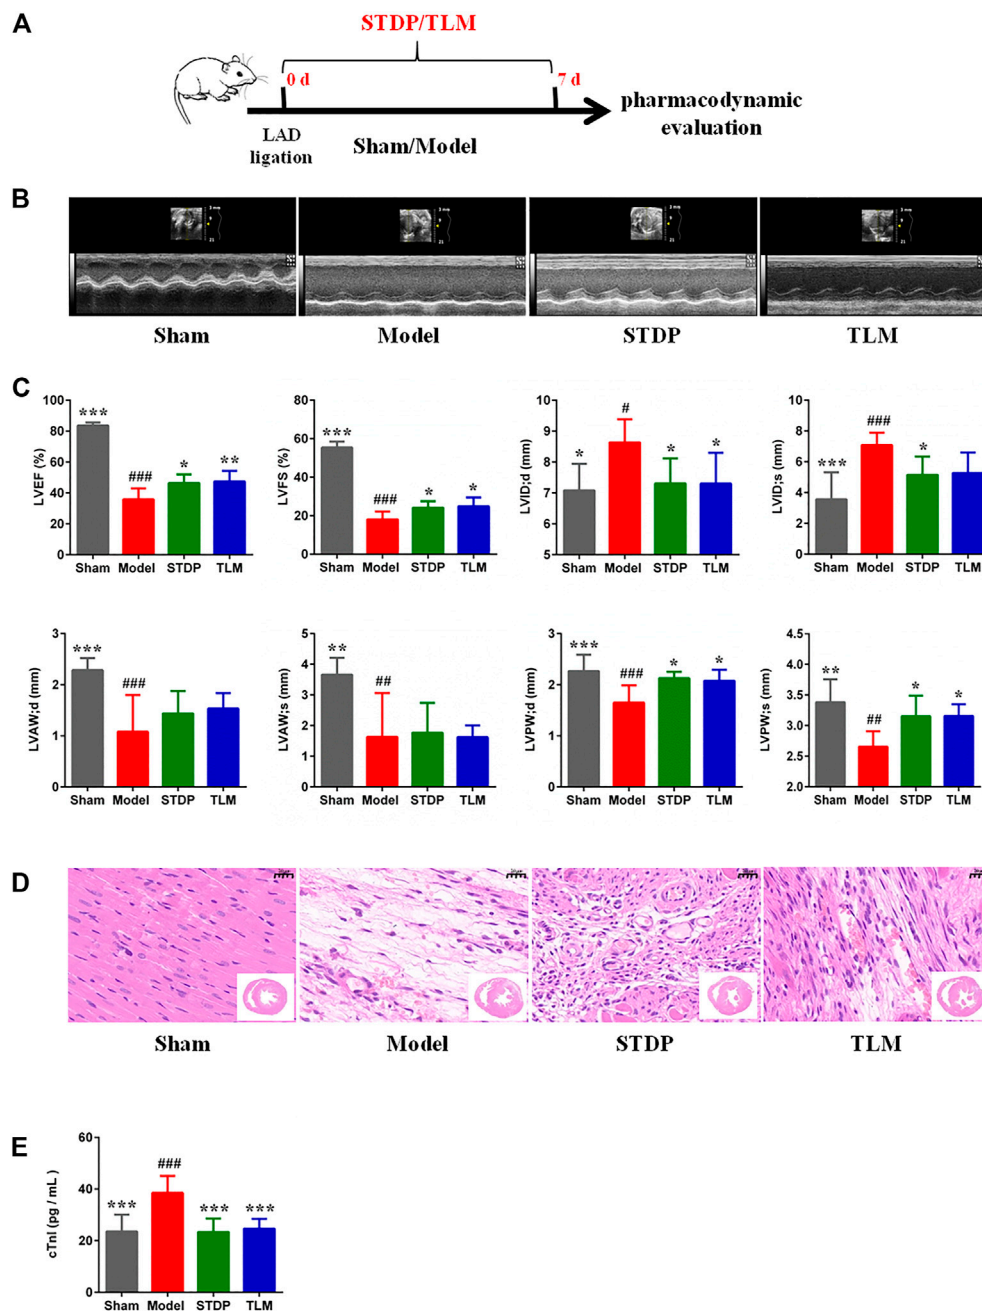 A
STDP/TLM
0 d
7 d
LAD
ligation
Sham/Model
pharmacodynamic
evaluation
B
Sham
Model
STDP
TLM
C
LVEF (%)
100
80
60
40
20
0
***
###
*
**
Sham
Model
STDP
TLM
LVFS (%)
80
60
40
20
0
***
###
*
*
Sham
Model
STDP
TLM
LVID;d (mm)
10
9
8
7
6
5
*
#
*
*
Sham
Model
STDP
TLM
LVID;s (mm)
10
8
6
4
2
0
***
###
*
Sham
Model
STDP
TLM
LVAW;d (mm)
3
2
1
0
***
###
Sham
Model
STDP
TLM
LVAW;s (mm)
5
4
3
2
1
0
**
##
Sham
Model
STDP
TLM
LVPW;d (mm)
3
2
1
0
***
###
*
*
Sham
Model
STDP
TLM
LVPW;s (mm)
4.5
4.0
3.5
3.0
2.5
2.0
**
##
*
*
Sham
Model
STDP
TLM
D
Sham
Model
STDP
TLM
E
cTnI (pg / mL )
60
40
20
0
***
###
***
***
Sham
Model
STDP
TLM